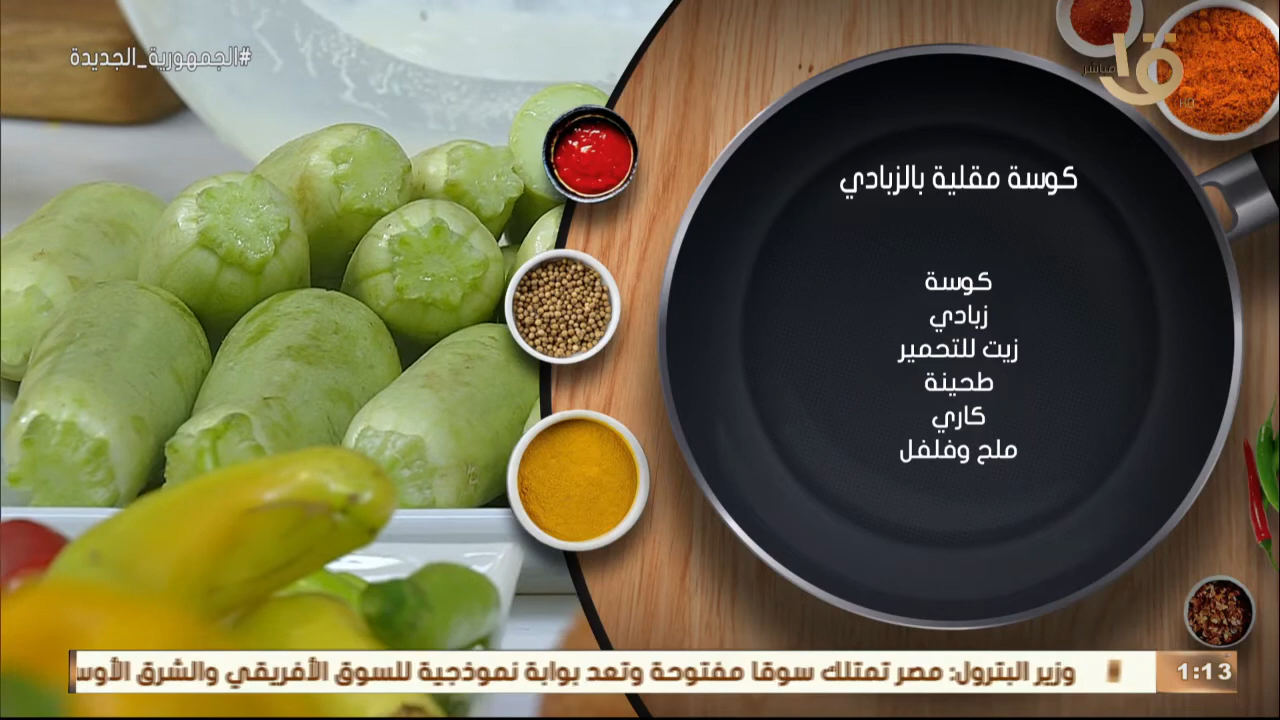 #الجمهورية_الجديدة
مباشر
كوسة مقلية بالزبادي
كوسة
زبادي
زيت للتحمير
طحينة
كاري
ملح وفلفل
وزير البترول: مصر تمتلك سوقا مفتوحة وتعد بوابة نموذجية للسوق الأفريقي والشرق الأوس
1:13